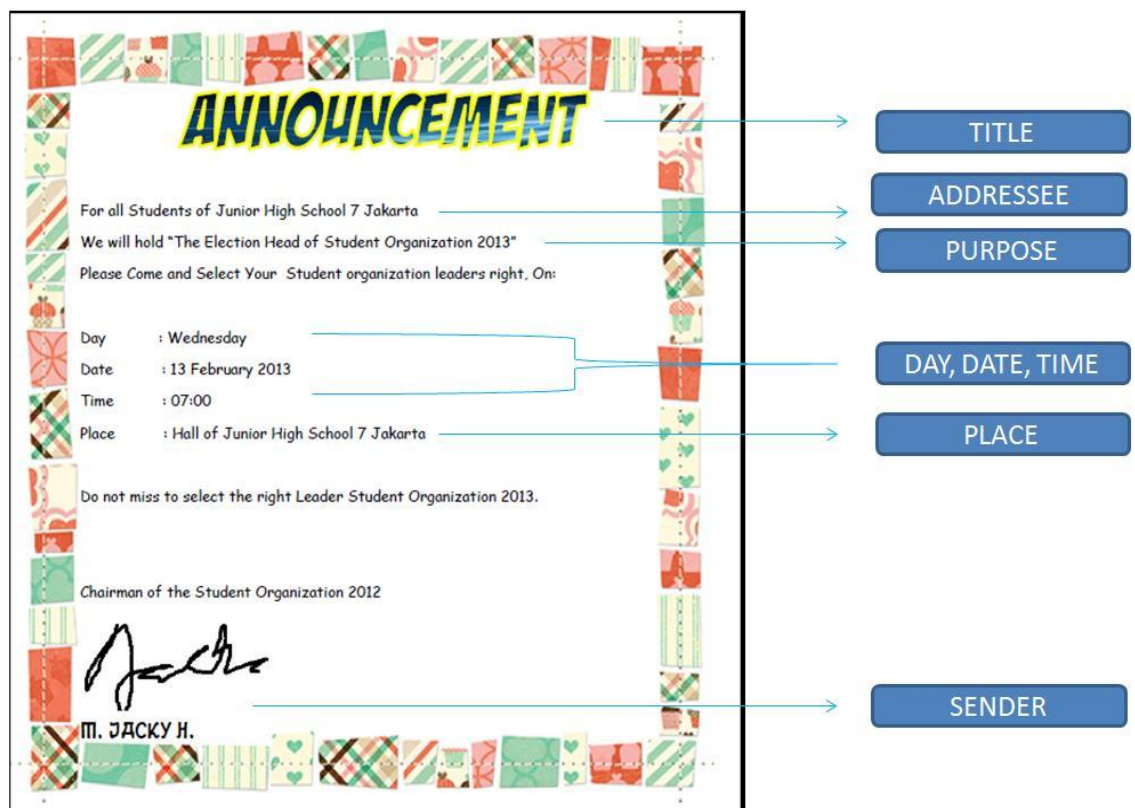 ANNOUNCEMENT
TITLE
For all Students of Junior High School 7 Jakarta
ADDRESSEE
We will hold “The Election Head of Student Organization 2013”
PURPOSE
Please Come and Select Your Student organization leaders right, On:
Day : Wednesday
Date : 13 February 2013
DAY, DATE, TIME
Time : 07:00
Place : Hall of Junior High School 7 Jakarta
PLACE
Do not miss to select the right Leader Student Organization 2013.
Chairman of the Student Organization 2012
Jacky
M. JACKY H.
SENDER